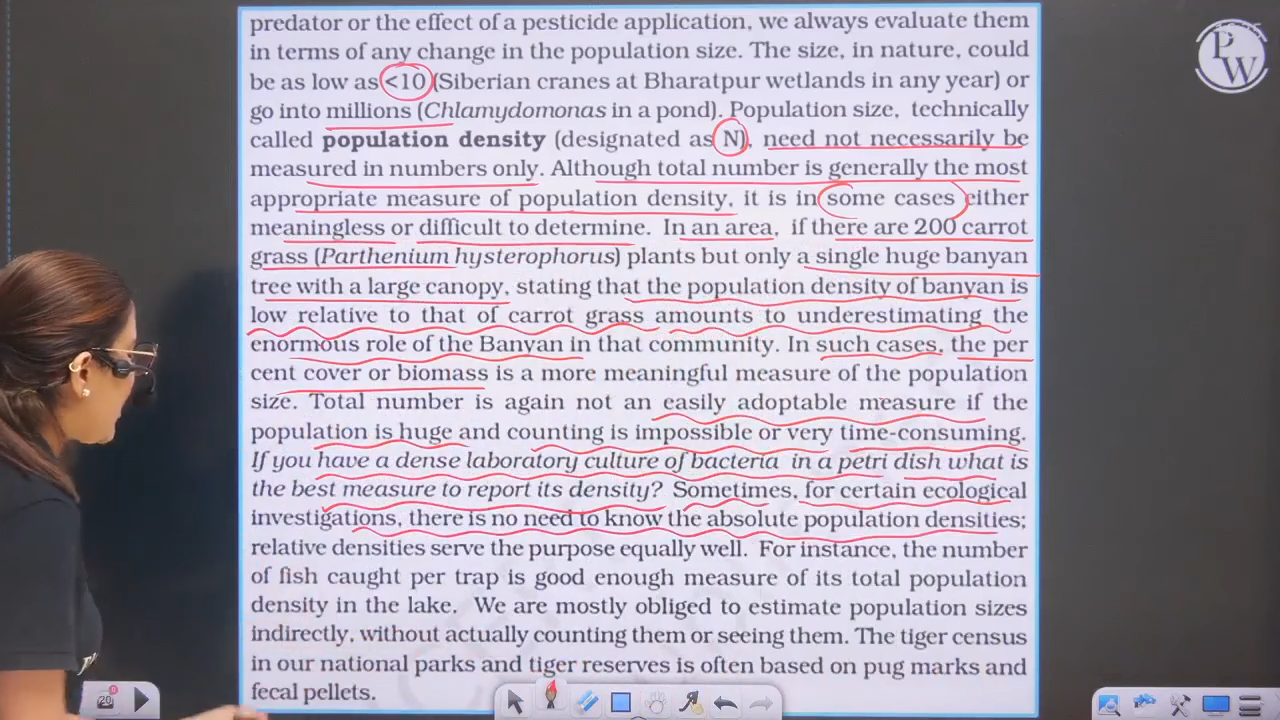 predator or the effect of a pesticide application, we always evaluate them
in terms of any change in the population size. The size, in nature, could
be as low as <10 (Siberian cranes at Bharatpur wetlands in any year) or
go into millions (Chlamydomonas in a pond). Population size, technically
called population density (designated as N), need not necessarily be
measured in numbers only. Although total number is generally the most
appropriate measure of population density, it is in some cases either
meaningless or difficult to determine. In an area, if there are 200 carrot
grass (Parthenium hysterophorus) plants but only a single huge banyan
tree with a large canopy, stating that the population density of banyan is
low relative to that of carrot grass amounts to underestimating the
enormous role of the Banyan in that community. In such cases, the per
cent cover or biomass is a more meaningful measure of the population
size. Total number is again not an easily adoptable measure if the
population is huge and counting is impossible or very time-consuming.
If you have a dense laboratory culture of bacteria in a petri dish what is
the best measure to report its density? Sometimes, for certain ecological
investigations, there is no need to know the absolute population densities;
relative densities serve the purpose equally well. For instance, the number
of fish caught per trap is good enough measure of its total population
density in the lake. We are mostly obliged to estimate population sizes
indirectly, without actually counting them or seeing them. The tiger census
in our national parks and tiger reserves is often based on pug marks and
fecal pellets.
PW
20